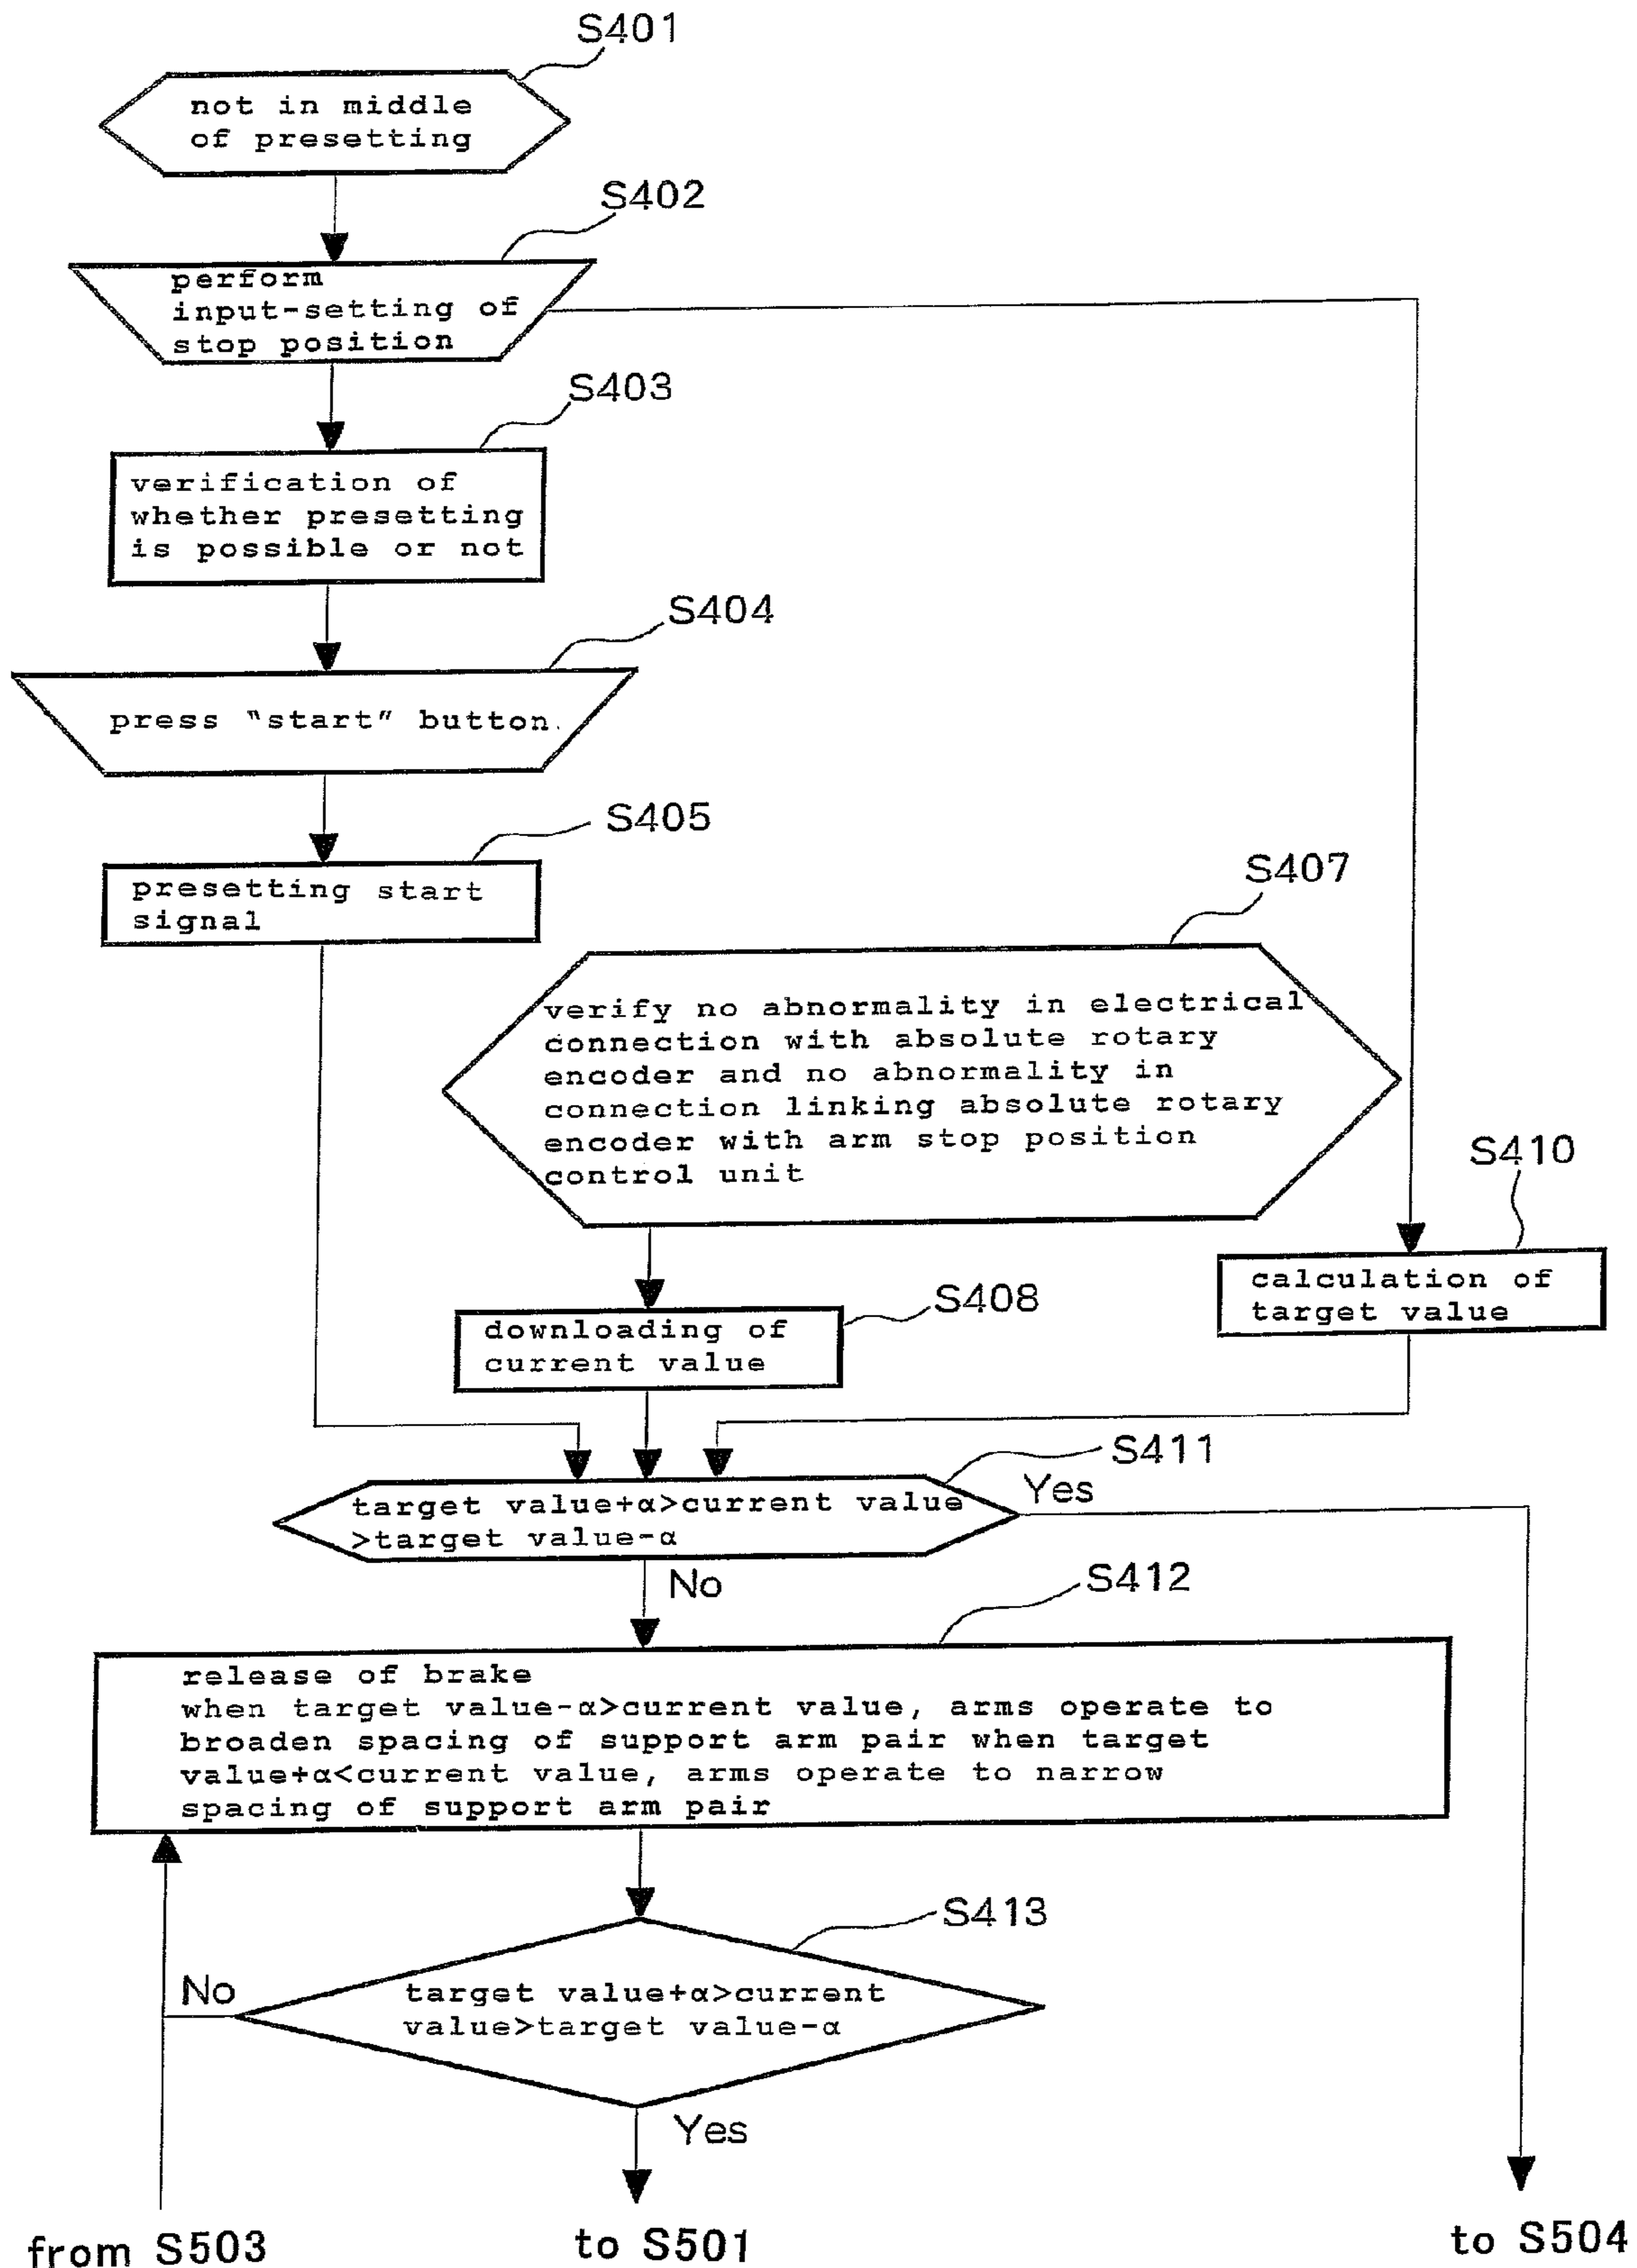 S401
not in middle
of presetting
S402
perform
input-setting of
stop position
S403
verification of
whether presetting
is possible or not
S404
press "start" button.
S405
presetting start
signal
S407
verify no abnormality in electrical
connection with absolute rotary
encoder and no abnormality in
connection linking absolute rotary
encoder with arm stop position
control unit
S410
calculation of
target value
S408
downloading of
current value
S411
target value+α>current value
>target value-α
Yes
No
S412
release of brake
when target value-α>current value, arms operate to
broaden spacing of support arm pair when target
value+α<current value, arms operate to narrow
spacing of support arm pair
S413
No
target value+α>current
value>target value-α
Yes
from S503
to S501
to S504